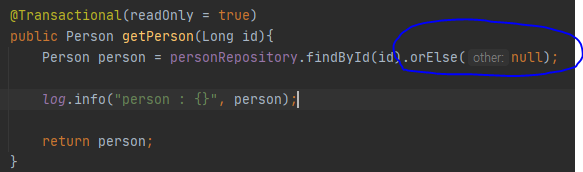 @Transactional(readOnly = true)
public Person getPerson(Long id){
Person person = personRepository.findById(id).orElse( other: null);
log.info("person : {}", person);
return person;
}